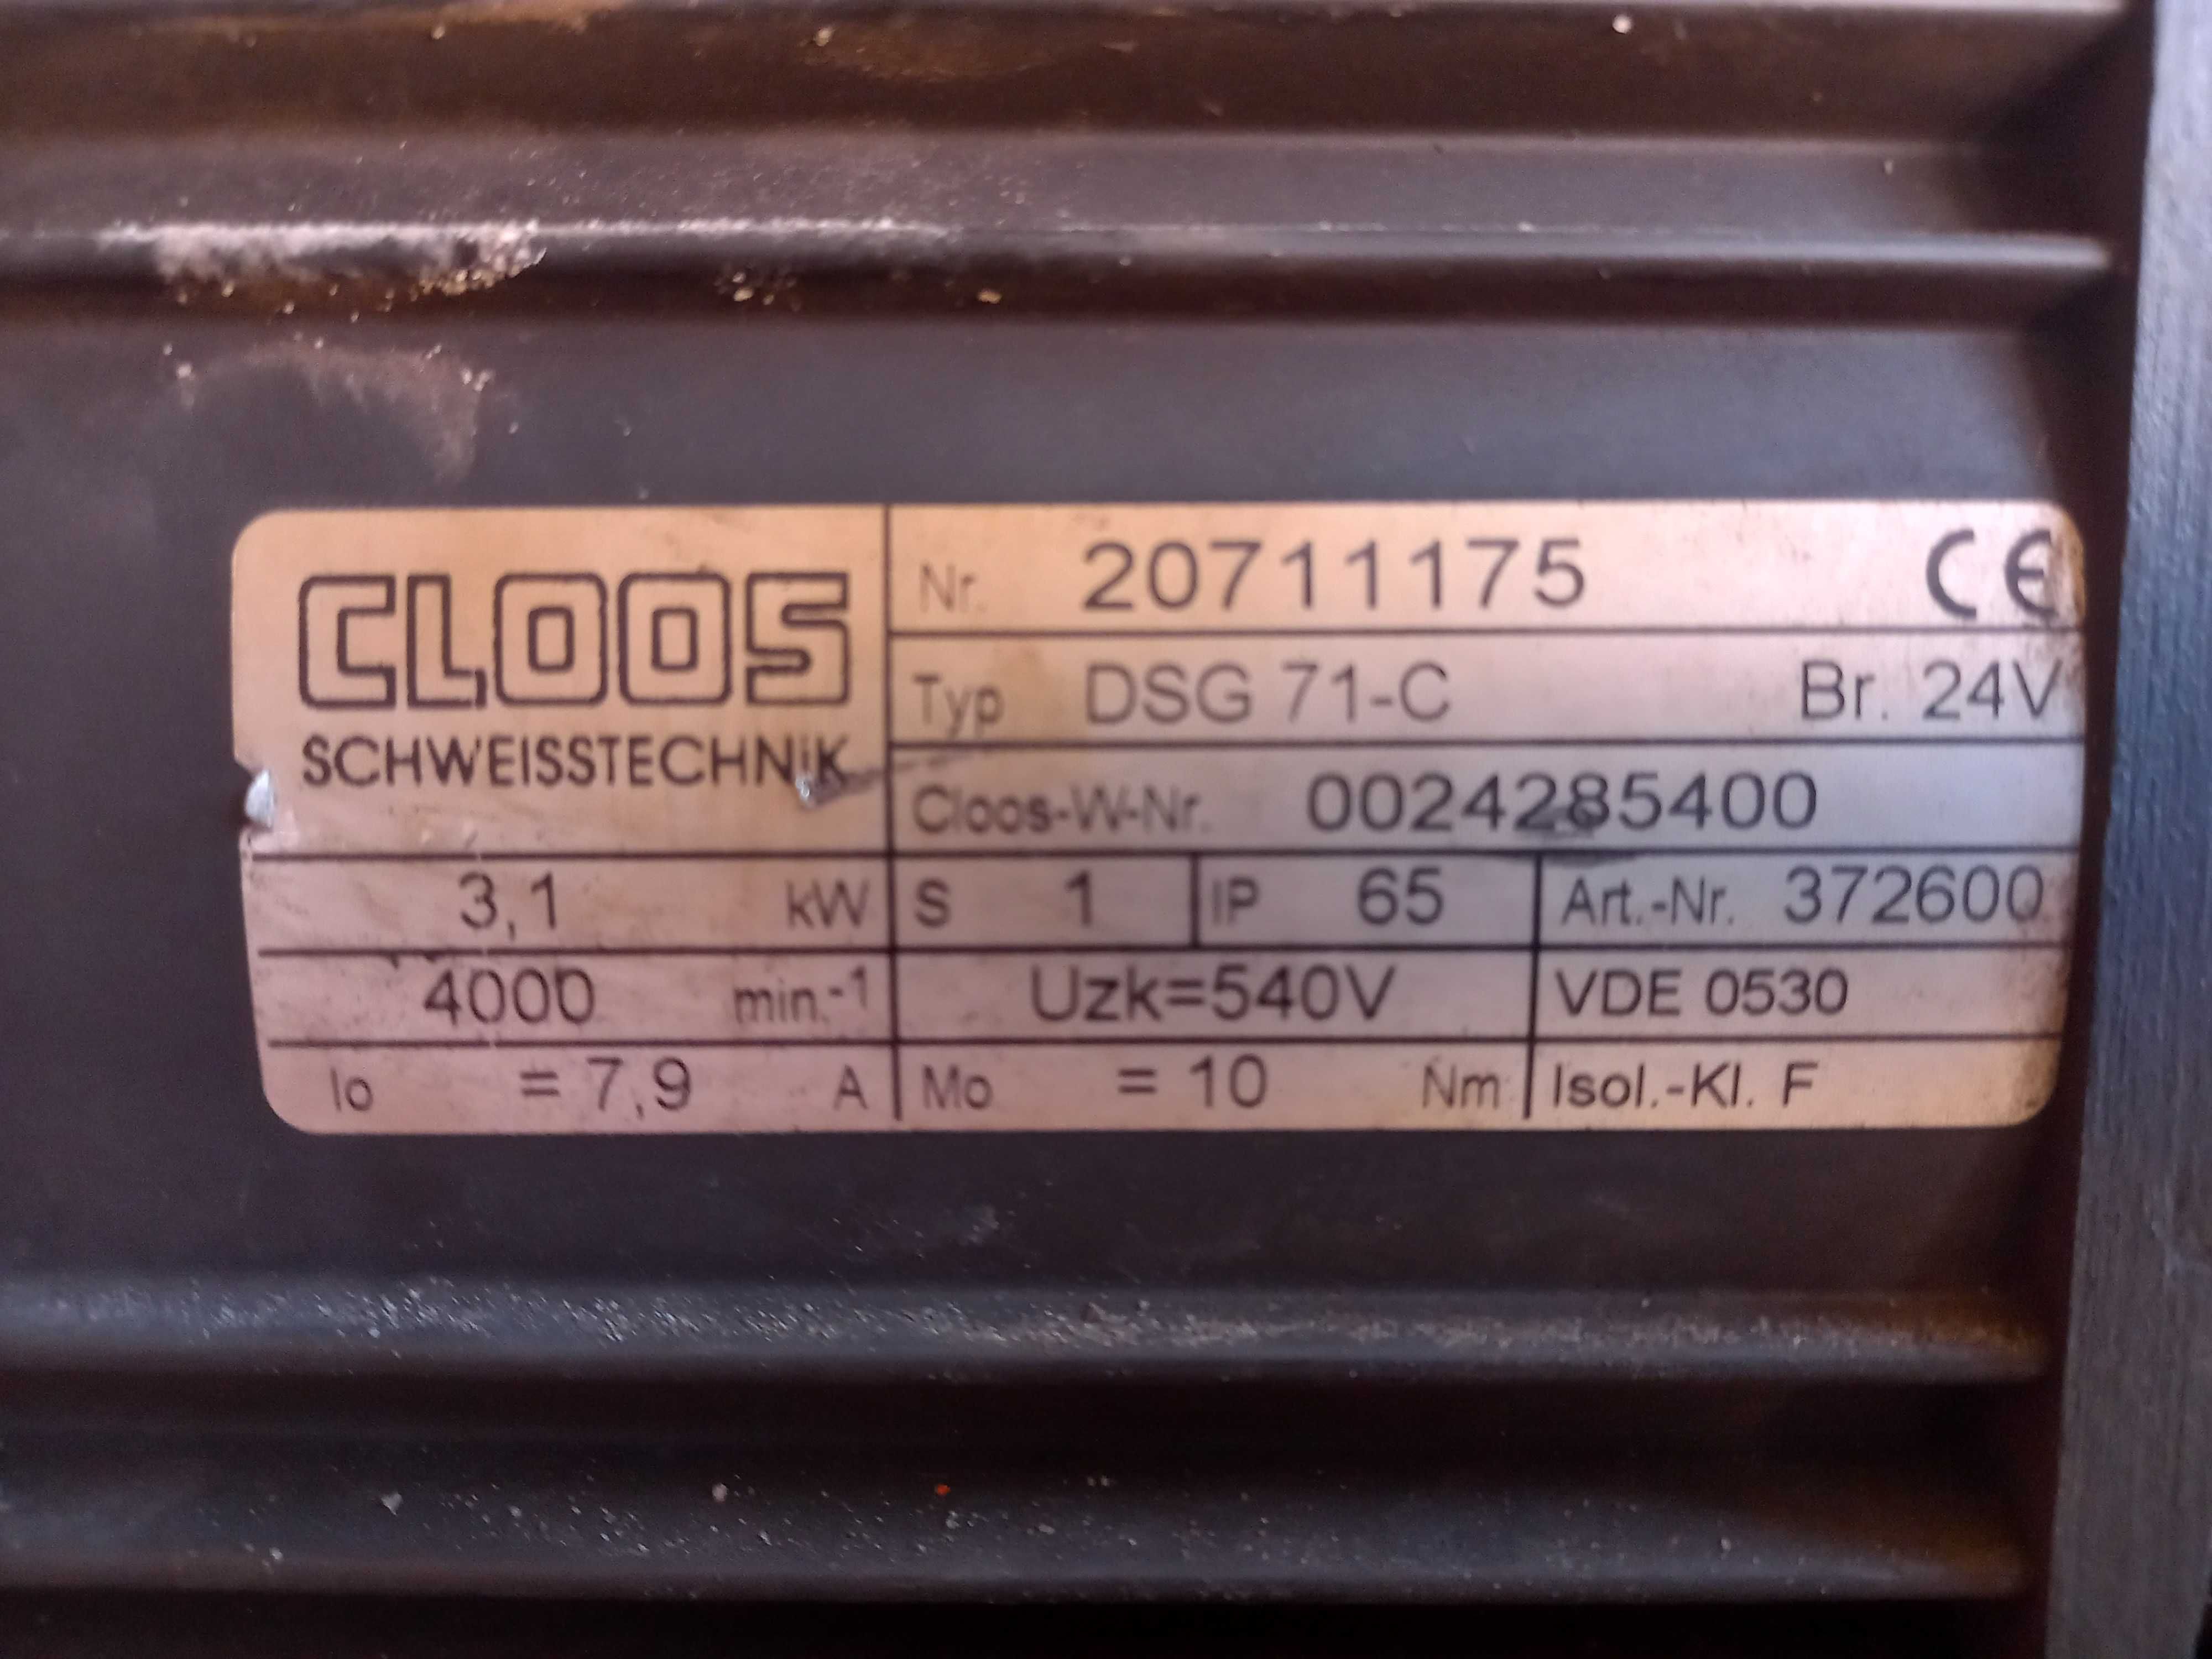 CLOOS
SCHWEISSTECHNIK
Nr. 20711175 CE
Typ DSG 71-C Br. 24V
Cloos-W-Nr. 0024285400
3,1 kW S 1 IP 65 Art.-Nr. 372600
4000 min.-1 Uzk=540V VDE 0530
Io = 7,9 A Mo = 10 Nm Isol.-Kl. F